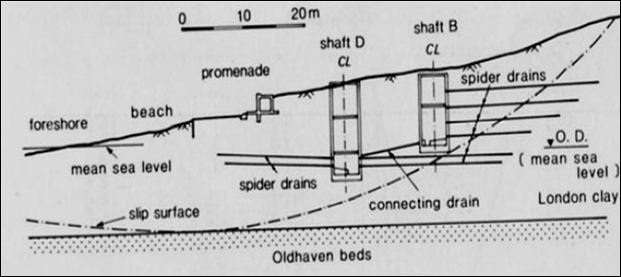 0 10 20m
shaft D
CL
shaft B
CL
spider drains
promenade
beach
foreshore
mean sea level
O. D.
( mean sea
level )
spider drains
connecting drain
London clay
slip surface
Oldhaven beds